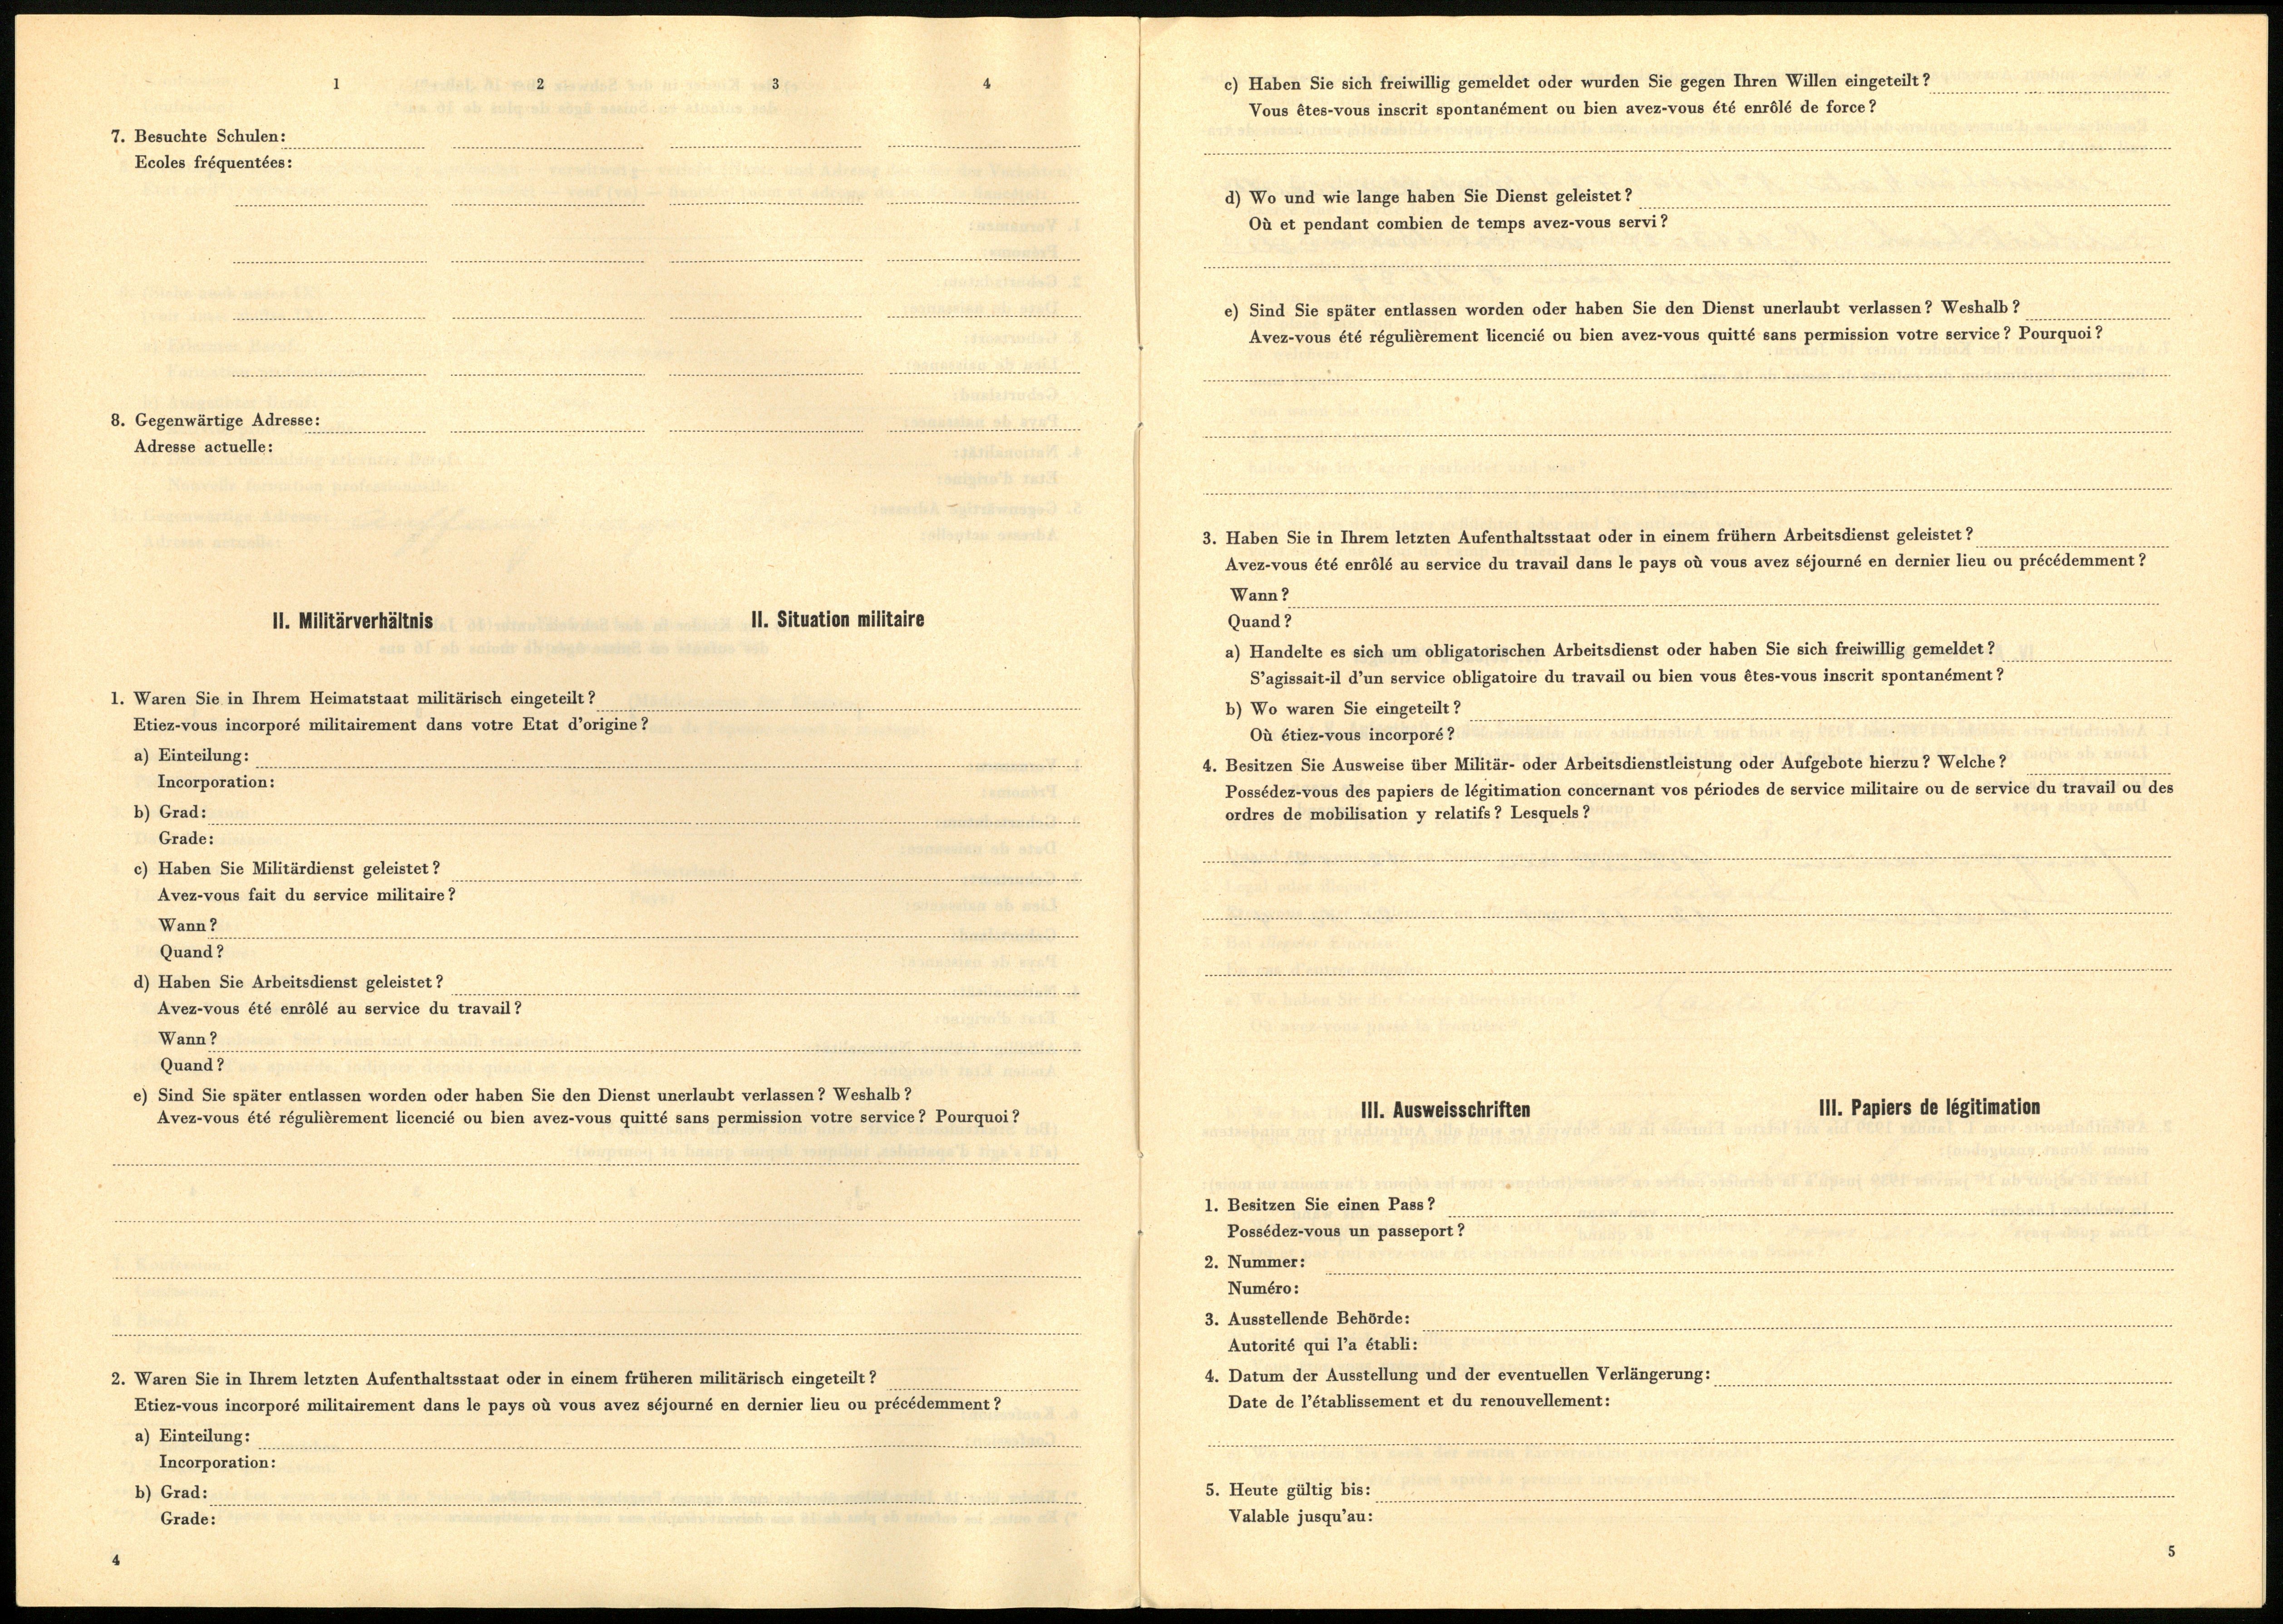 1 2 3 4
7. Besuchte Schulen:
Ecoles fréquentées:
8. Gegenwärtige Adresse:
Adresse actuelle:
II. Militärverhältnis II. Situation militaire
1. Waren Sie in Ihrem Heimatstaat militärisch eingeteilt?
Etiez-vous incorporé militairement dans votre Etat d'origine?
a) Einteilung:
Incorporation:
b) Grad:
Grade:
c) Haben Sie Militärdienst geleistet?
Avez-vous fait du service militaire?
Wann?
Quand?
d) Haben Sie Arbeitsdienst geleistet?
Avez-vous été enrôlé au service du travail?
Wann?
Quand?
e) Sind Sie später entlassen worden oder haben Sie den Dienst unerlaubt verlassen? Weshalb?
Avez-vous été régulièrement licencié ou bien avez-vous quitté sans permission votre service? Pourquoi?
2. Waren Sie in Ihrem letzten Aufenthaltsstaat oder in einem früheren militärisch eingeteilt?
Etiez-vous incorporé militairement dans le pays où vous avez séjourné en dernier lieu ou précédemment?
a) Einteilung:
Incorporation:
b) Grad:
Grade:
4
c) Haben Sie sich freiwillig gemeldet oder wurden Sie gegen Ihren Willen eingeteilt?
Vous êtes-vous inscrit spontanément ou bien avez-vous été enrôlé de force?
d) Wo und wie lange haben Sie Dienst geleistet?
Où et pendant combien de temps avez-vous servi?
e) Sind Sie später entlassen worden oder haben Sie den Dienst unerlaubt verlassen? Weshalb?
Avez-vous été régulièrement licencié ou bien avez-vous quitté sans permission votre service? Pourquoi?
3. Haben Sie in Ihrem letzten Aufenthaltsstaat oder in einem frühern Arbeitsdienst geleistet?
Avez-vous été enrôlé au service du travail dans le pays où vous avez séjourné en dernier lieu ou précédemment?
Wann?
Quand?
a) Handelte es sich um obligatorischen Arbeitsdienst oder haben Sie sich freiwillig gemeldet?
S'agissait-il d'un service obligatoire du travail ou bien vous êtes-vous inscrit spontanément?
b) Wo waren Sie eingeteilt?
Où étiez-vous incorporé?
4. Besitzen Sie Ausweise über Militär- oder Arbeitsdienstleistung oder Aufgebote hierzu? Welche?
Possédez-vous des papiers de légitimation concernant vos périodes de service militaire ou de service du travail ou des
ordres de mobilisation y relatifs? Lesquels?
III. Ausweisschriften III. Papiers de légitimation
1. Besitzen Sie einen Pass?
Possédez-vous un passeport?
2. Nummer:
Numéro:
3. Ausstellende Behörde:
Autorité qui l'a établi:
4. Datum der Ausstellung und der eventuellen Verlängerung:
Date de l'établissement et du renouvellement:
5. Heute gültig bis:
Valable jusqu'au:
5